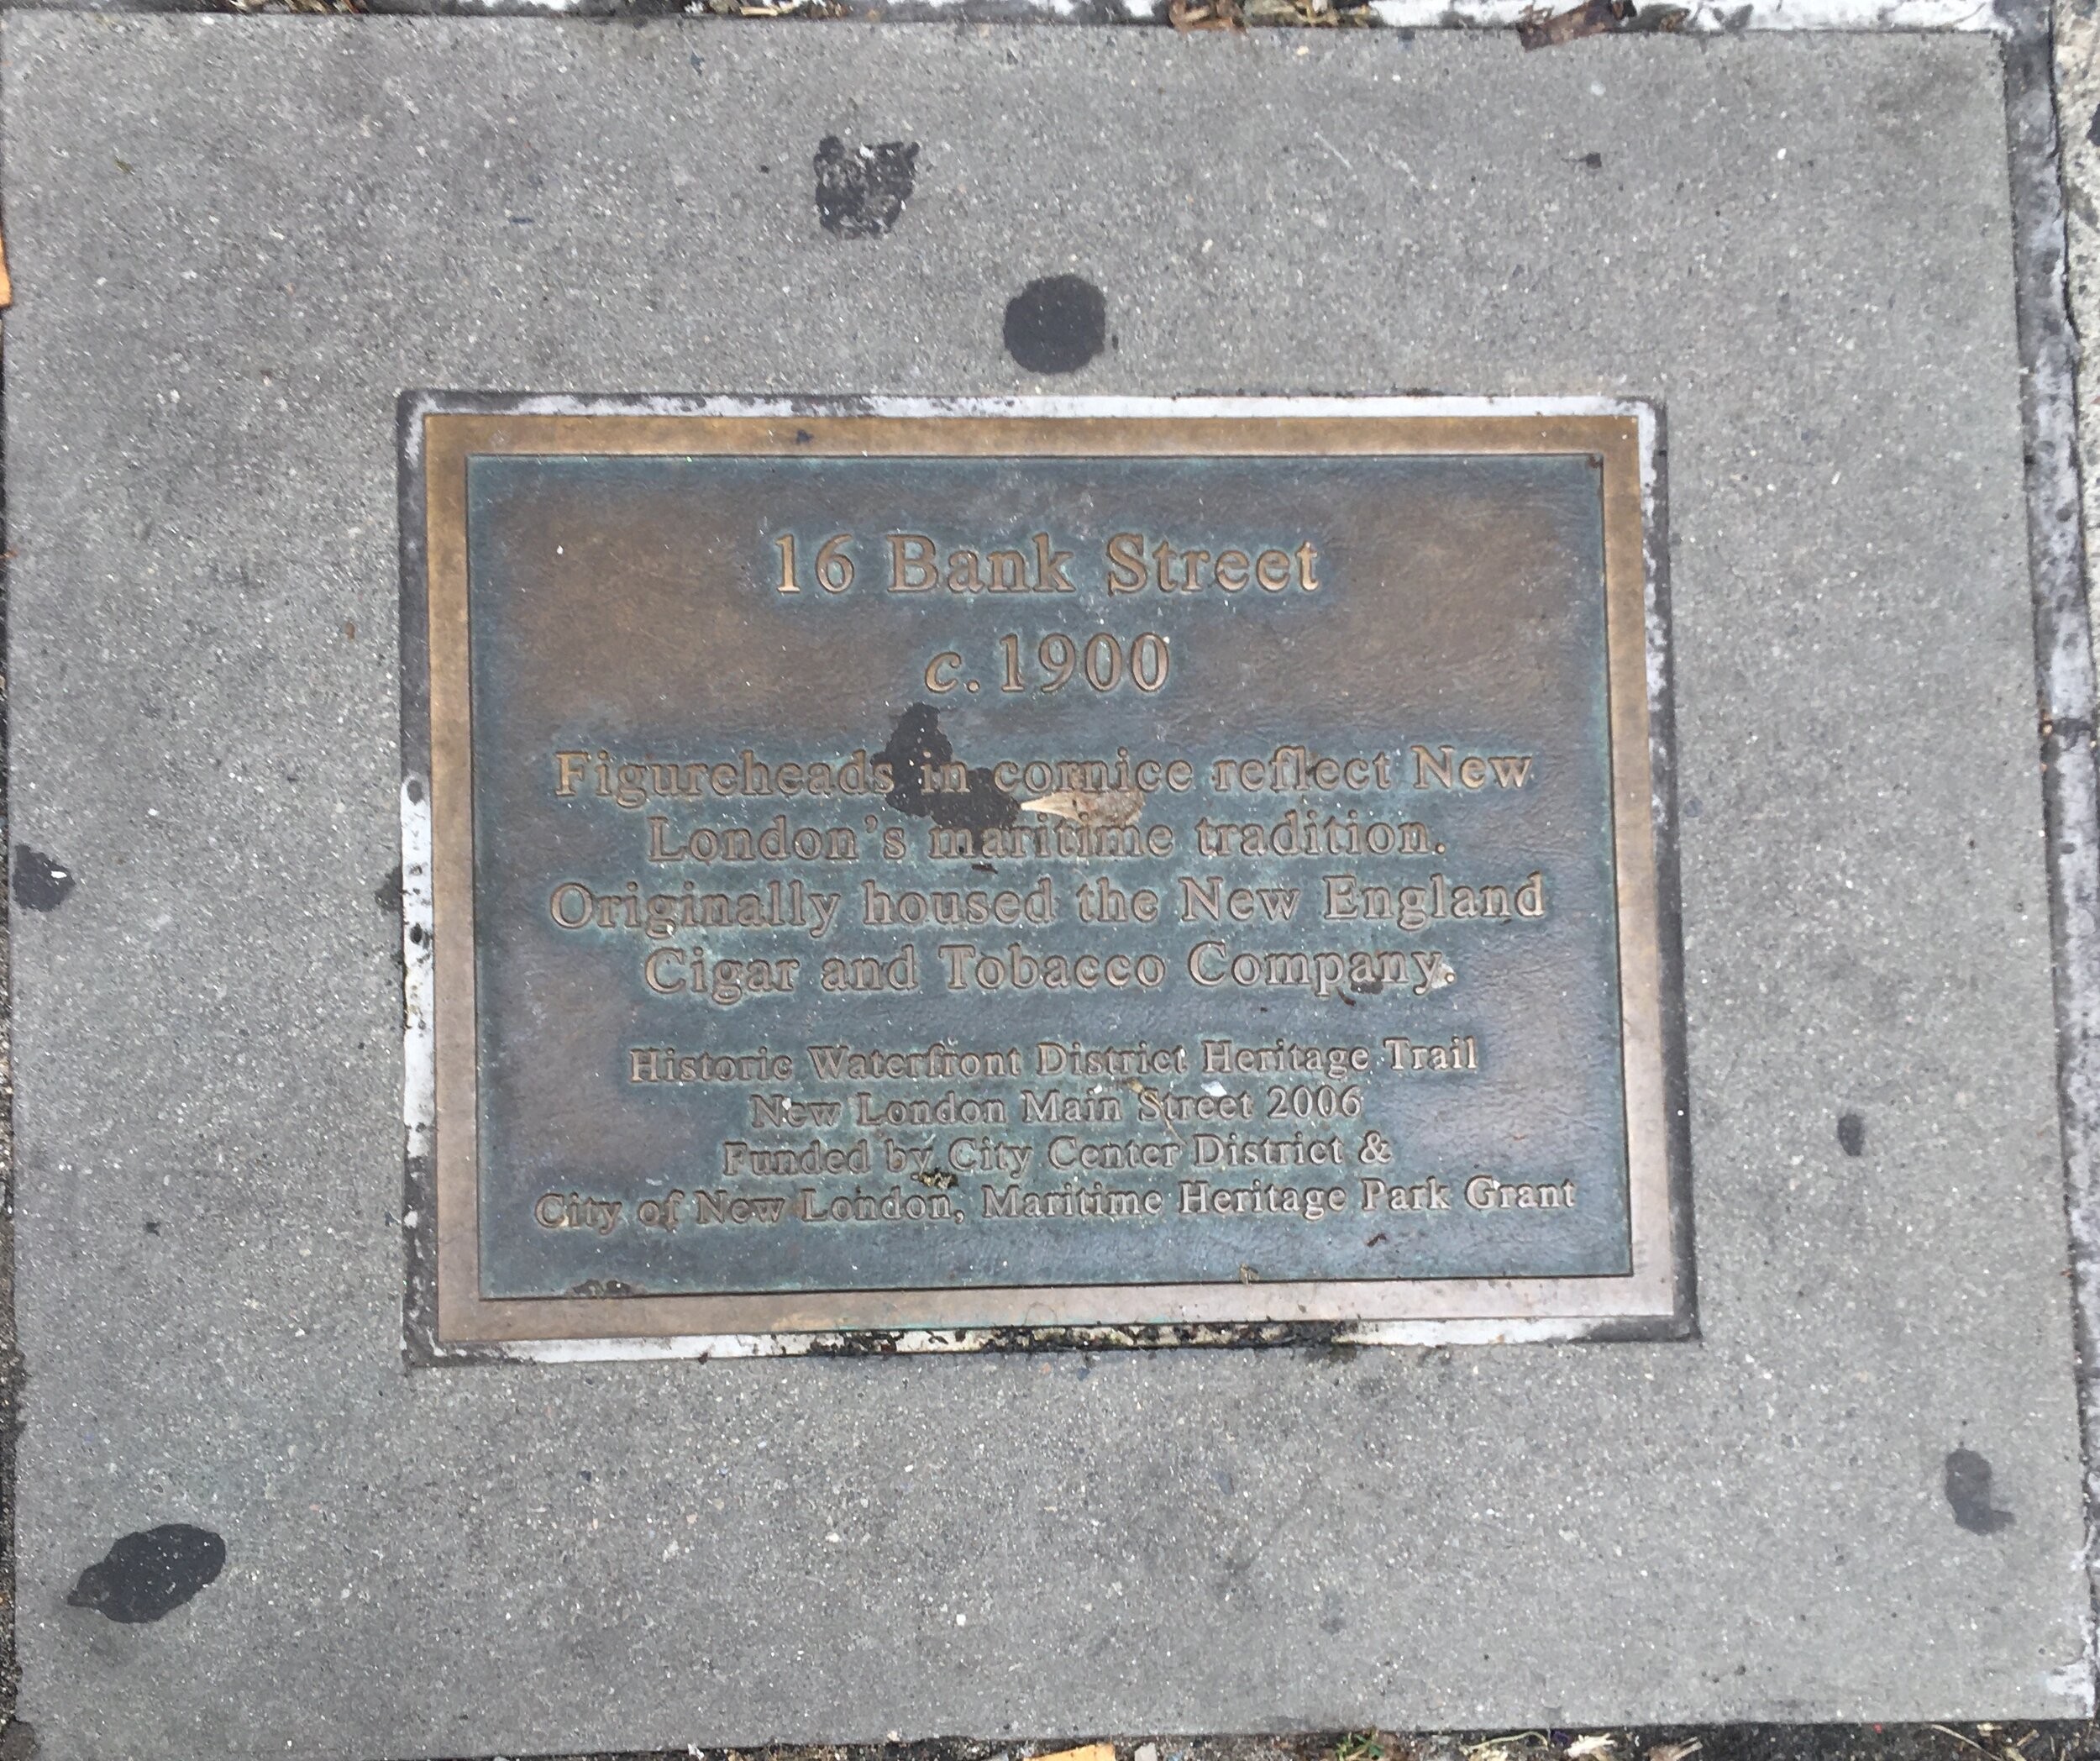 16 Bank Street
c. 1900
Figureheads in cornice reflect New
London's maritime tradition.
Originally housed the New England
Cigar and Tobacco Company.
Historic Waterfront District Heritage Trail
New London Main Street 2006
Funded by City Center District &
City of New London, Maritime Heritage Park Grant